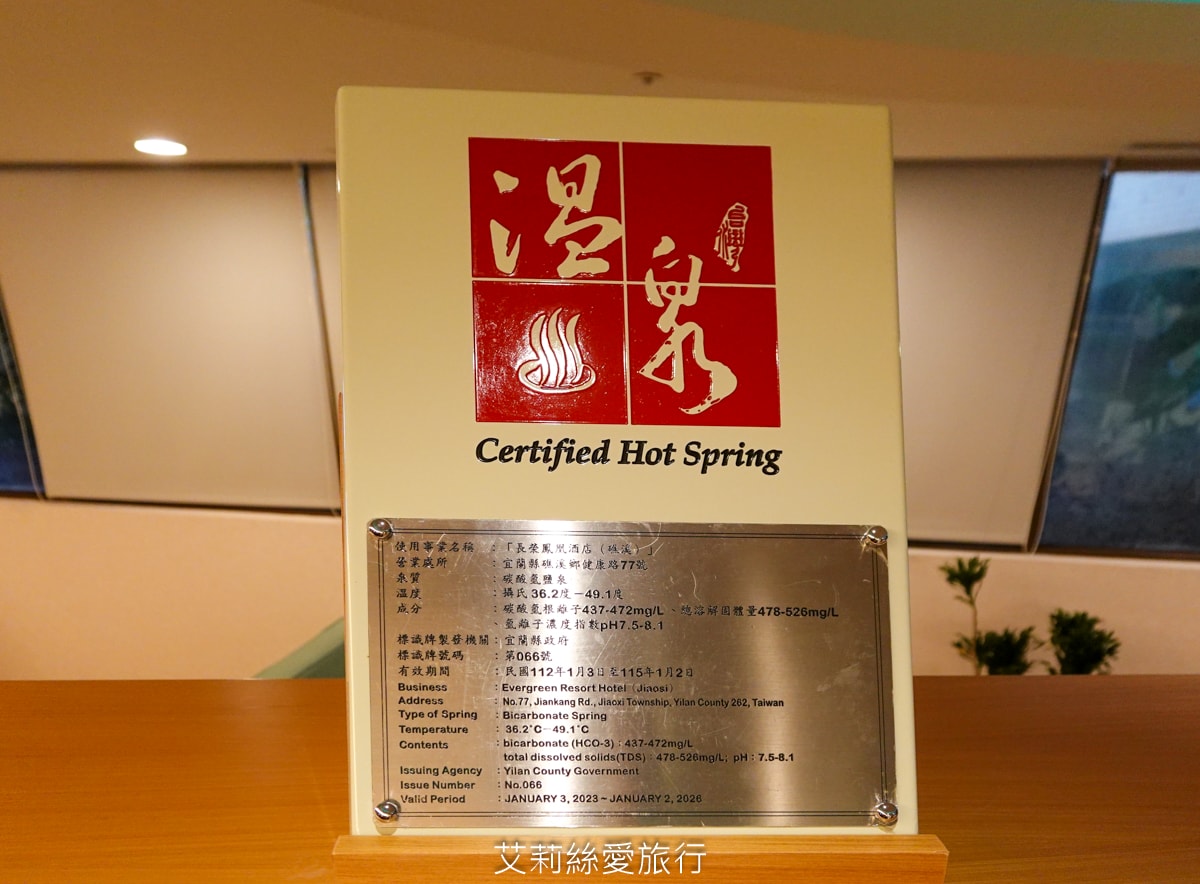 溫泉
台灣
Certified Hot Spring
使用事業名稱 :「長榮鳳凰酒店(礁溪)」
營業處所 : 宜蘭縣礁溪鄉健康路77號
泉質 : 碳酸氫鹽泉
溫度 : 攝氏36.2度－49.1度
成分 : 碳酸氫根離子437-472mg/L、總溶解固體量478-526mg/L
、氫離子濃度指數pH7.5-8.1
標識牌製發機關 : 宜蘭縣政府
標識牌號碼 : 第066號
有效期間 : 民國112年1月3日至115年1月2日
Business : Evergreen Resort Hotel (Jiaosi)
Address : No.77, Jiankang Rd., Jiaoxi Township, Yilan County 262, Taiwan
Type of Spring : Bicarbonate Spring
Temperature : 36.2°C－49.1°C
Contents : bicarbonate (HCO-3) : 437-472mg/L
total dissolved solids(TDS) : 478-526mg/L; pH : 7.5-8.1
Issuing Agency : Yilan County Government
Issue Number : No.066
Valid Period : JANUARY 3, 2023 ~ JANUARY 2, 2026
艾莉絲愛旅行